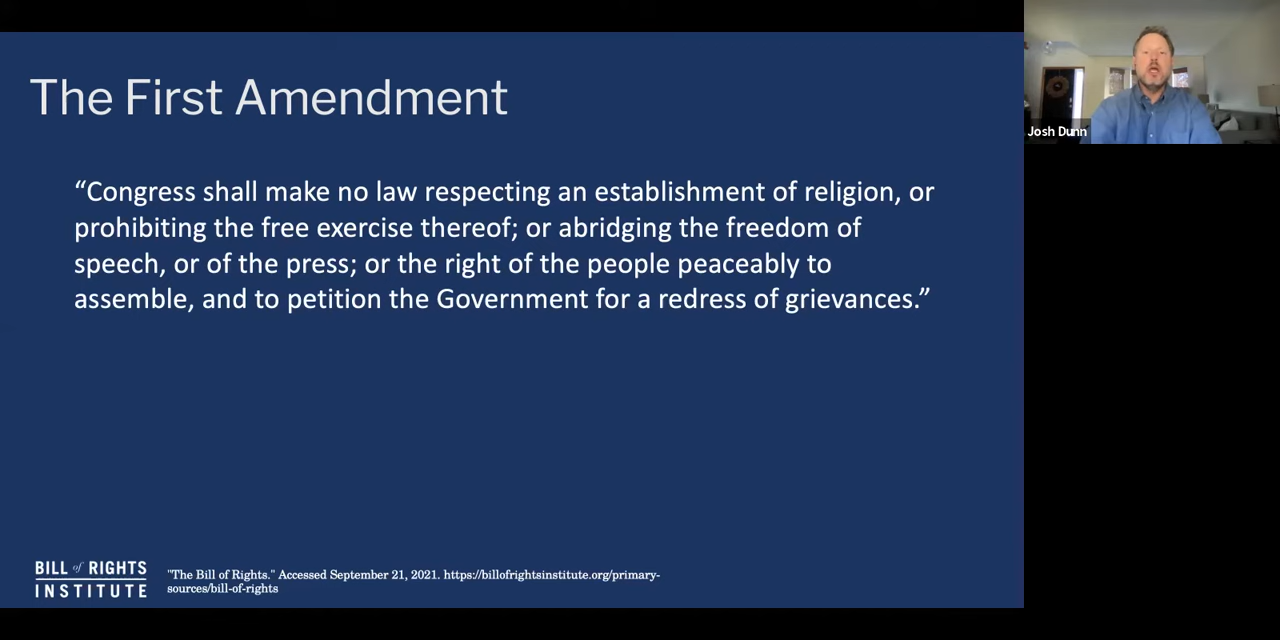 The First Amendment
“Congress shall make no law respecting an establishment of religion, or
prohibiting the free exercise thereof; or abridging the freedom of
speech, or of the press; or the right of the people peaceably to
assemble, and to petition the Government for a redress of grievances.”
Josh Dunn
BILL of RIGHTS
INSTITUTE
"The Bill of Rights." Accessed September 21, 2021. https://billofrightsinstitute.org/primary-
sources/bill-of-rights